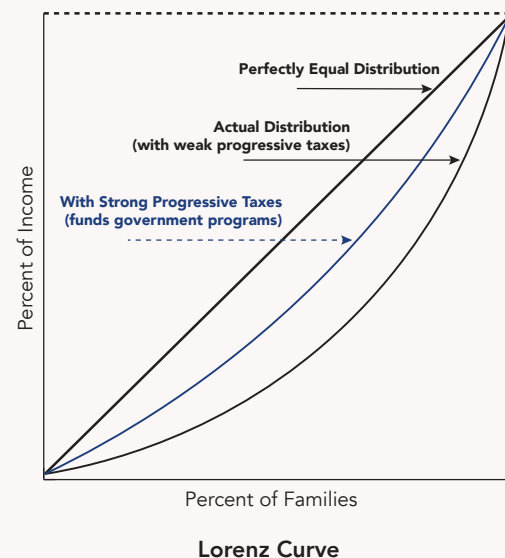 Perfectly Equal Distribution
Actual Distribution
(with weak progressive taxes)
With Strong Progressive Taxes
(funds government programs)
Percent of Income
Percent of Families
Lorenz Curve